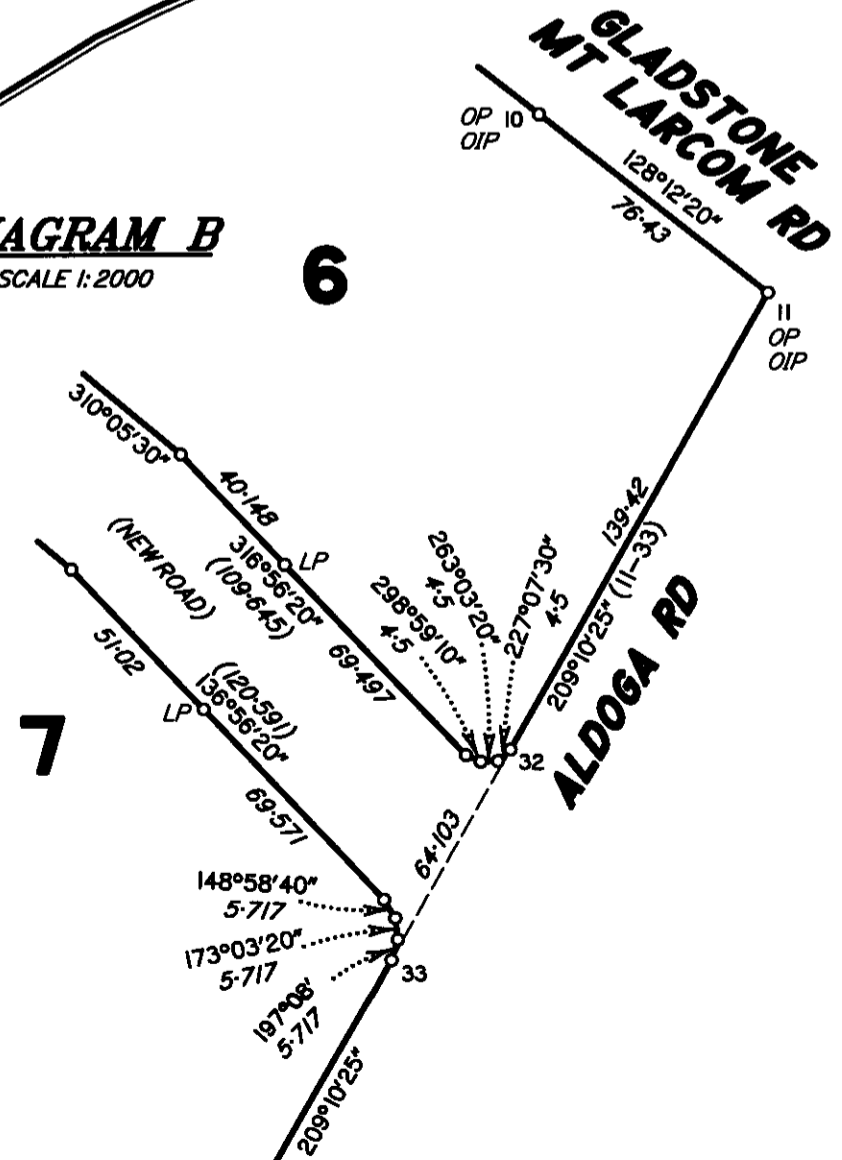 GLADSTONE
MT LARCOM RD
OP 10
OIP
128°12'20"
76·43
AGRAM B
SCALE 1:2000
6
11
OP
OIP
310°05'30"
40·148
LP
316°56'20"
(109·645)
69·497
(NEW ROAD)
298°59'10"
4·5
263°03'20"
4·5
227°07'30"
4·5
139·42
209°10'25" (11-33)
ALDOGA RD
32
51·02
(120·591)
136°56'20"
LP
7
69·571
64·103
148°58'40"
5·717
173°03'20"
5·717
197°08'
5·717
33
209°10'25"